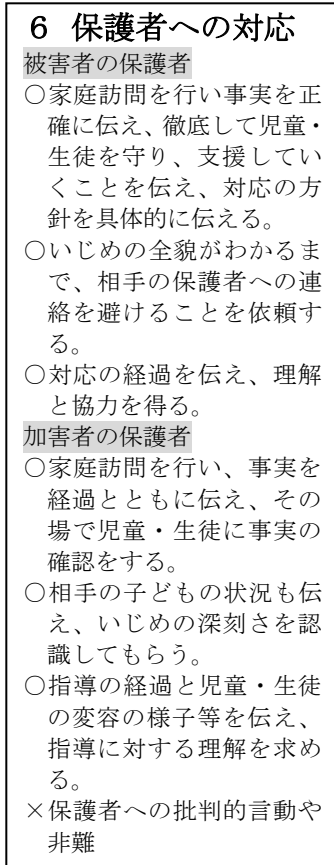 ６ 保護者への対応
被害者の保護者
○家庭訪問を行い事実を正
確に伝え、徹底して児童・
生徒を守り、支援してい
くことを伝え、対応の方
針を具体的に伝える。
○いじめの全貌がわかるま
で、相手の保護者への連
絡を避けることを依頼す
る。
○対応の経過を伝え、理解
と協力を得る。
加害者の保護者
○家庭訪問を行い、事実を
経過とともに伝え、その
場で児童・生徒に事実の
確認をする。
○相手の子どもの状況も伝
え、いじめの深刻さを認
識してもらう。
○指導の経過と児童・生徒
の変容の様子等を伝え、
指導に対する理解を求め
る。
×保護者への批判的言動や
非難